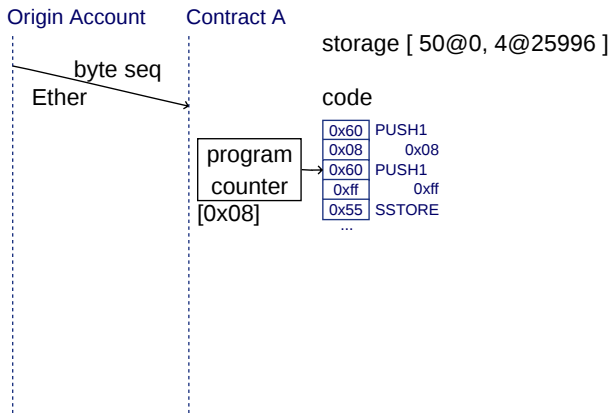 Origin Account Contract A
storage [ 50@0, 4@25996 ]
byte seq
Ether
code
0x60 PUSH1
0x08 0x08
program
0x60 PUSH1
counter
0xff 0xff
0x55 SSTORE
[0x08]
...